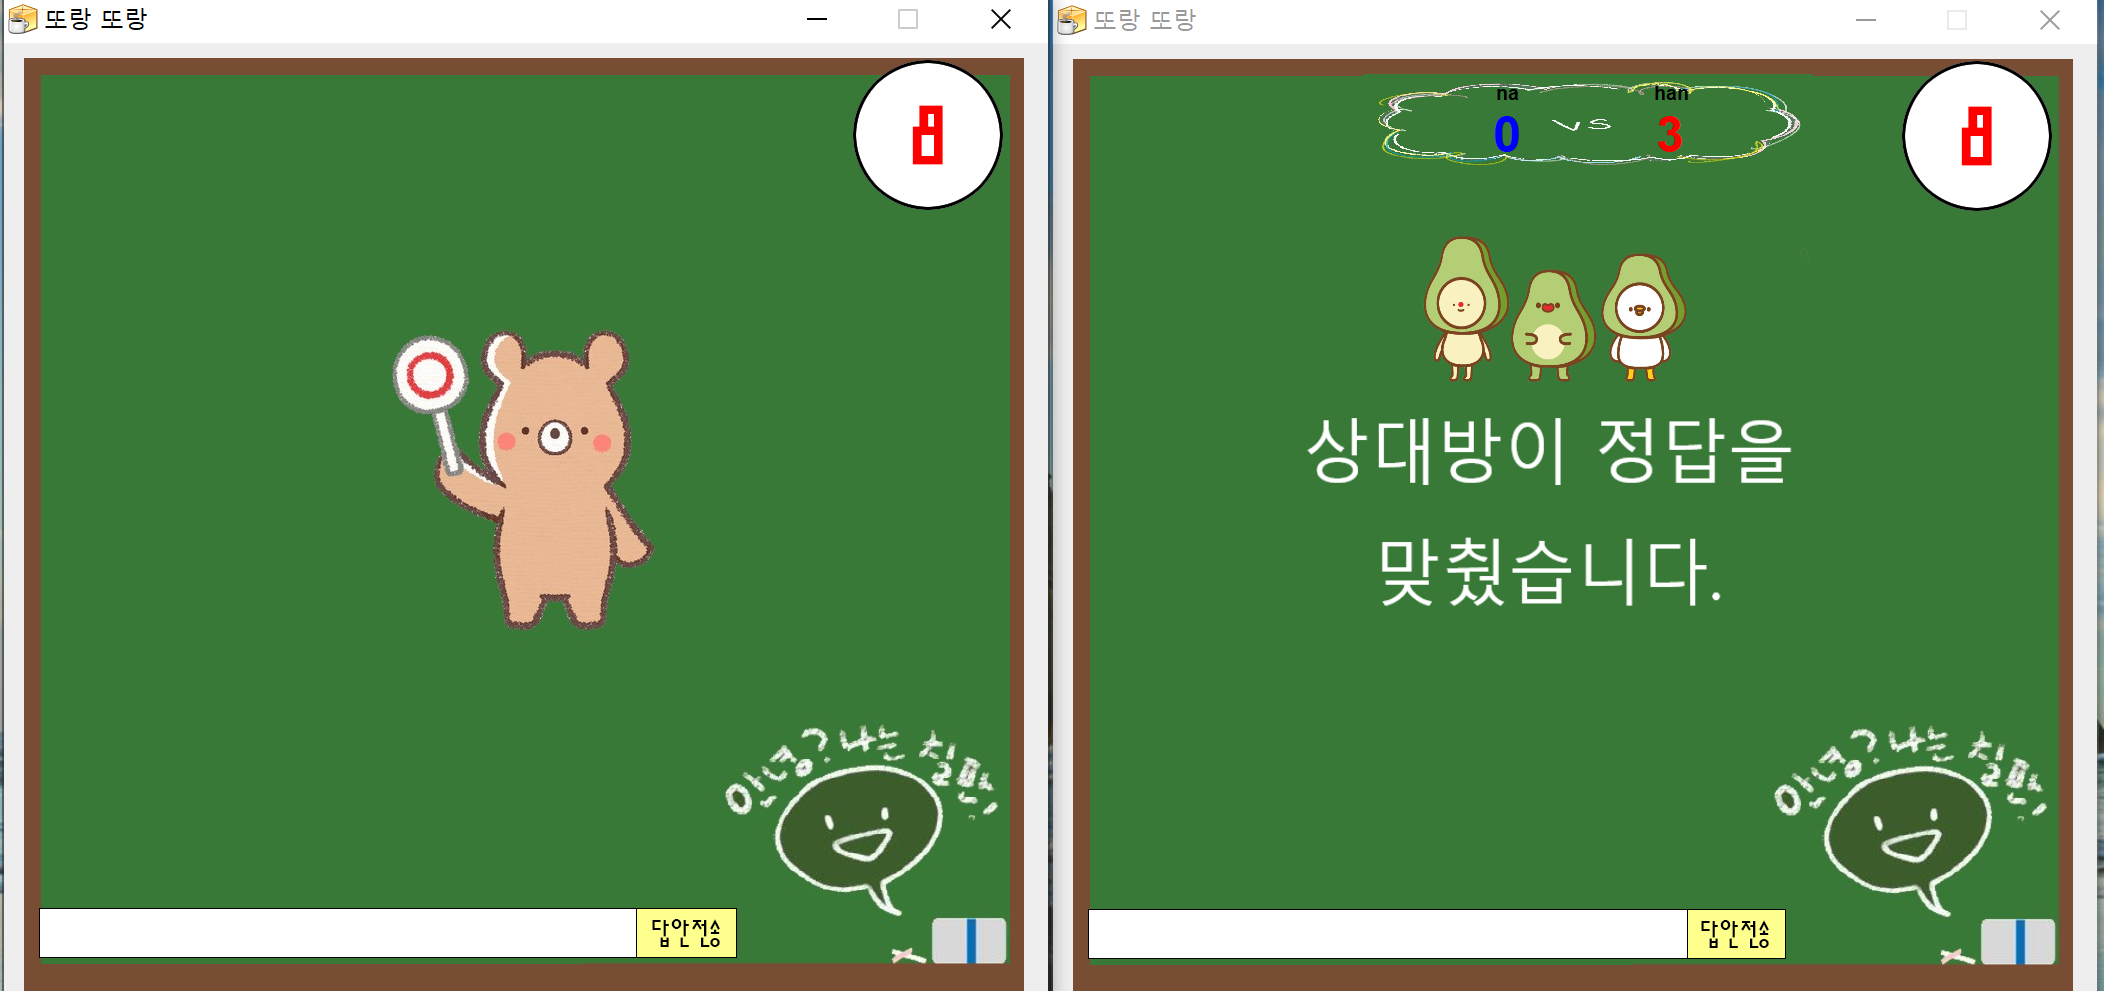 또랑 또랑
8
안녕? 나는 칠판,
답안전송
또랑 또랑
na
han
0
vs
3
8
상대방이 정답을
맞췄습니다.
안녕? 나는 칠판,
답안전송